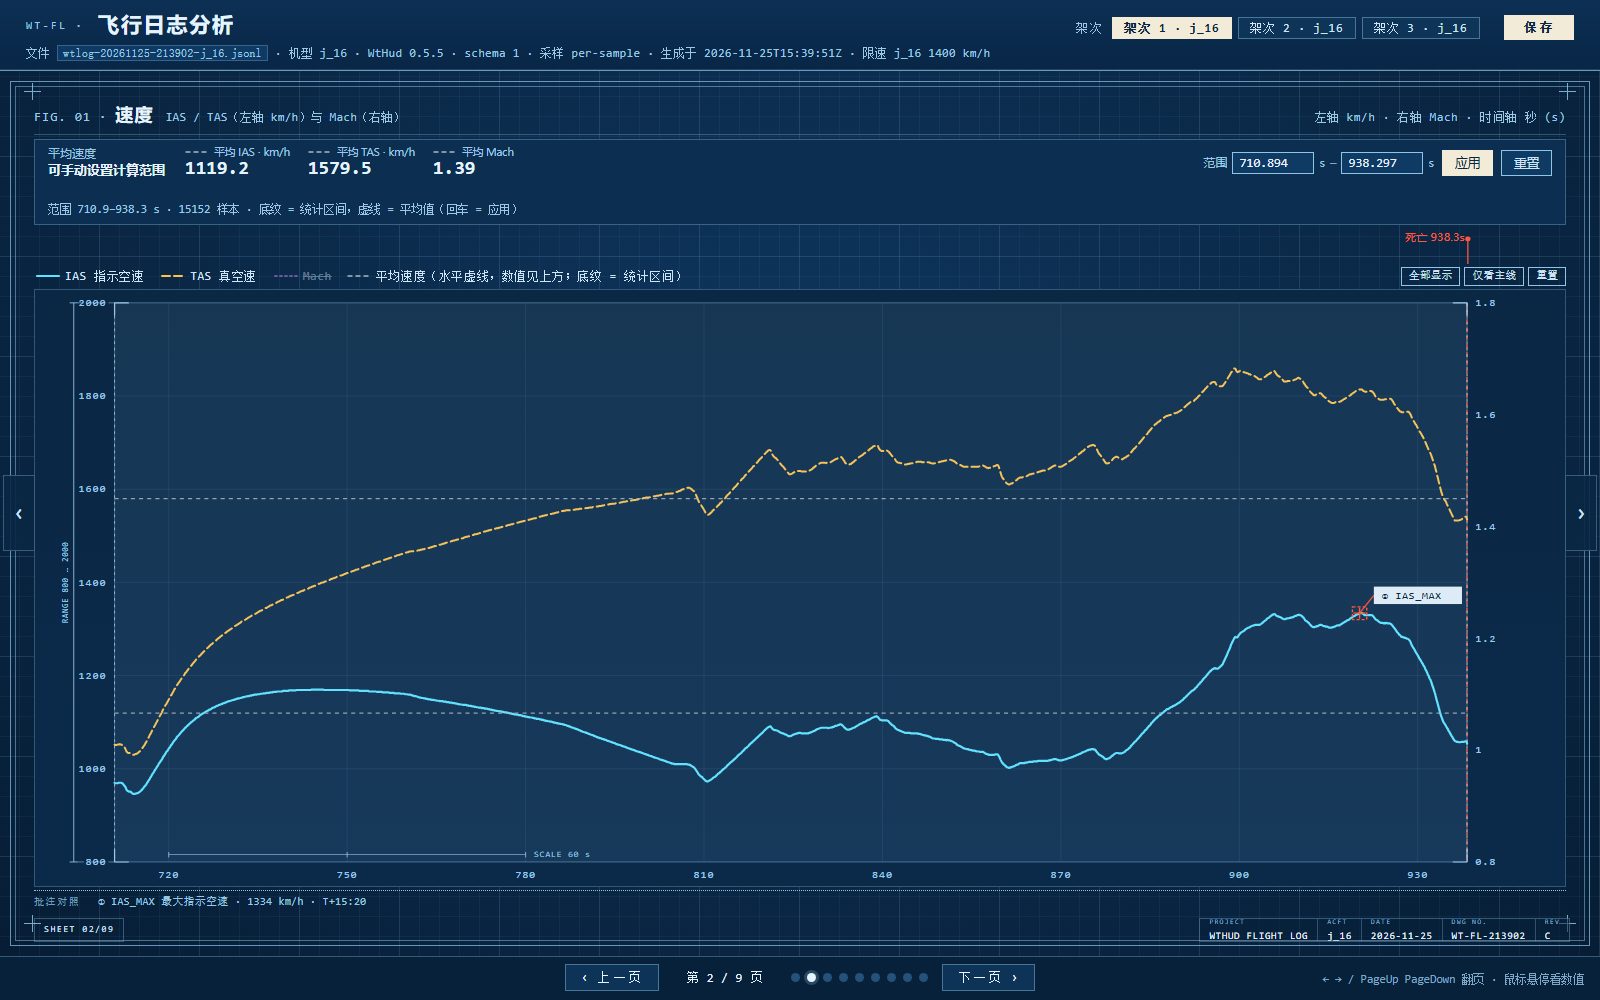 WT-FL · 飞行日志分析
架次 架次 1 · j_16 架次 2 · j_16 架次 3 · j_16 保存
文件 wtlog-20261125-213902-j_16.jsonl · 机型 j_16 · WtHud 0.5.5 · schema 1 · 采样 per-sample · 生成于 2026-11-25T15:39:51Z · 限速 j_16 1400 km/h
FIG. 01 · 速度 IAS / TAS（左轴 km/h）与 Mach（右轴）
左轴 km/h · 右轴 Mach · 时间轴 秒 (s)
平均速度
可手动设置计算范围
平均 IAS · km/h
1119.2
平均 TAS · km/h
1579.5
平均 Mach
1.39
范围 710.894 s – 938.297 s 应用 重置
范围 710.9–938.3 s · 15152 样本 · 底纹 = 统计区间，虚线 = 平均值（回车 = 应用）
死亡 938.3s
IAS 指示空速 TAS 真空速 Mach 平均速度（水平虚线，数值见上方；底纹 = 统计区间）
全部显示 仅看主线 重置
2000
1800
1600
1400
1200
1000
800
RANGE 800 … 2000
1.8
1.6
1.4
1.2
1
0.8
① IAS_MAX
SCALE 60 s
720 750 780 810 840 870 900 930
批注对照 ① IAS_MAX 最大指示空速 · 1334 km/h · T+15:20
SHEET 02/09
PROJECT
WTHUD FLIGHT LOG
ACFT
j_16
DATE
2026-11-25
DWG NO.
WT-FL-213902
REV
C
‹ 上一页 第 2 / 9 页 下一页 ›
← → / PageUp PageDown 翻页 · 鼠标悬停看数值